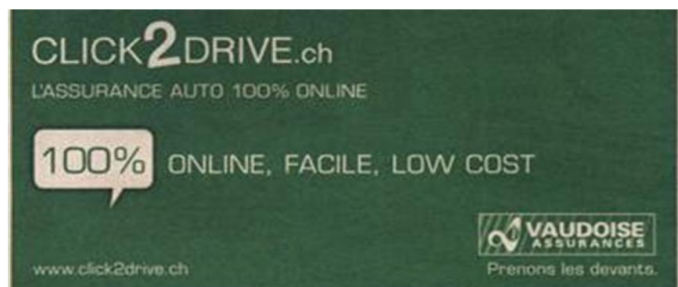 CLICK2DRIVE.ch
L'ASSURANCE AUTO 100% ONLINE
100% ONLINE, FACILE, LOW COST
VAUDOISE
ASSURANCES
www.click2drive.ch
Prenons les devants.